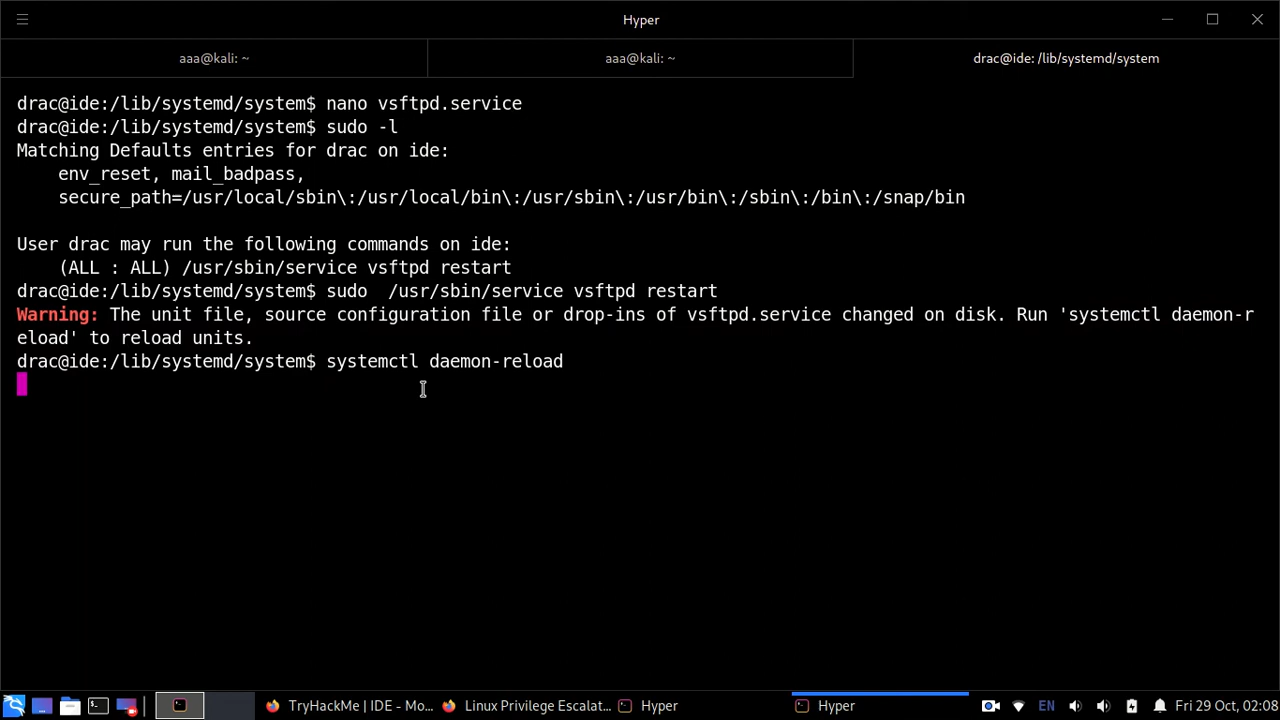 Hyper
aaa@kali: ~
aaa@kali: ~
drac@ide: /lib/systemd/system
drac@ide:/lib/systemd/system$ nano vsftpd.service
drac@ide:/lib/systemd/system$ sudo -l
Matching Defaults entries for drac on ide:
    env_reset, mail_badpass,
    secure_path=/usr/local/sbin\:/usr/local/bin\:/usr/sbin\:/usr/bin\:/sbin\:/bin\:/snap/bin
User drac may run the following commands on ide:
    (ALL : ALL) /usr/sbin/service vsftpd restart
drac@ide:/lib/systemd/system$ sudo  /usr/sbin/service vsftpd restart
Warning: The unit file, source configuration file or drop-ins of vsftpd.service changed on disk. Run 'systemctl daemon-r
eload' to reload units.
drac@ide:/lib/systemd/system$ systemctl daemon-reload
TryHackMe | IDE - Mo...
Linux Privilege Escalat...
Hyper
Hyper
EN
Fri 29 Oct, 02:08